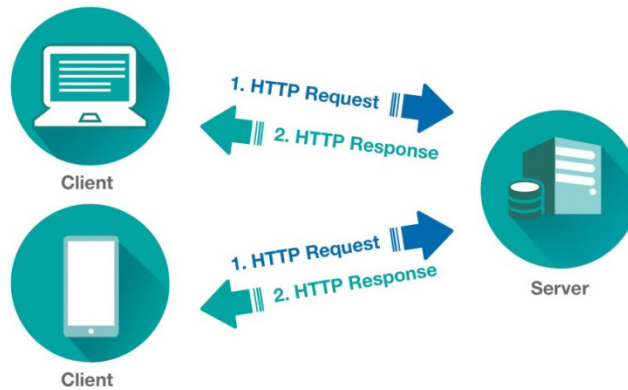 1. HTTP Request
2. HTTP Response
Client
Server
1. HTTP Request
2. HTTP Response
Client